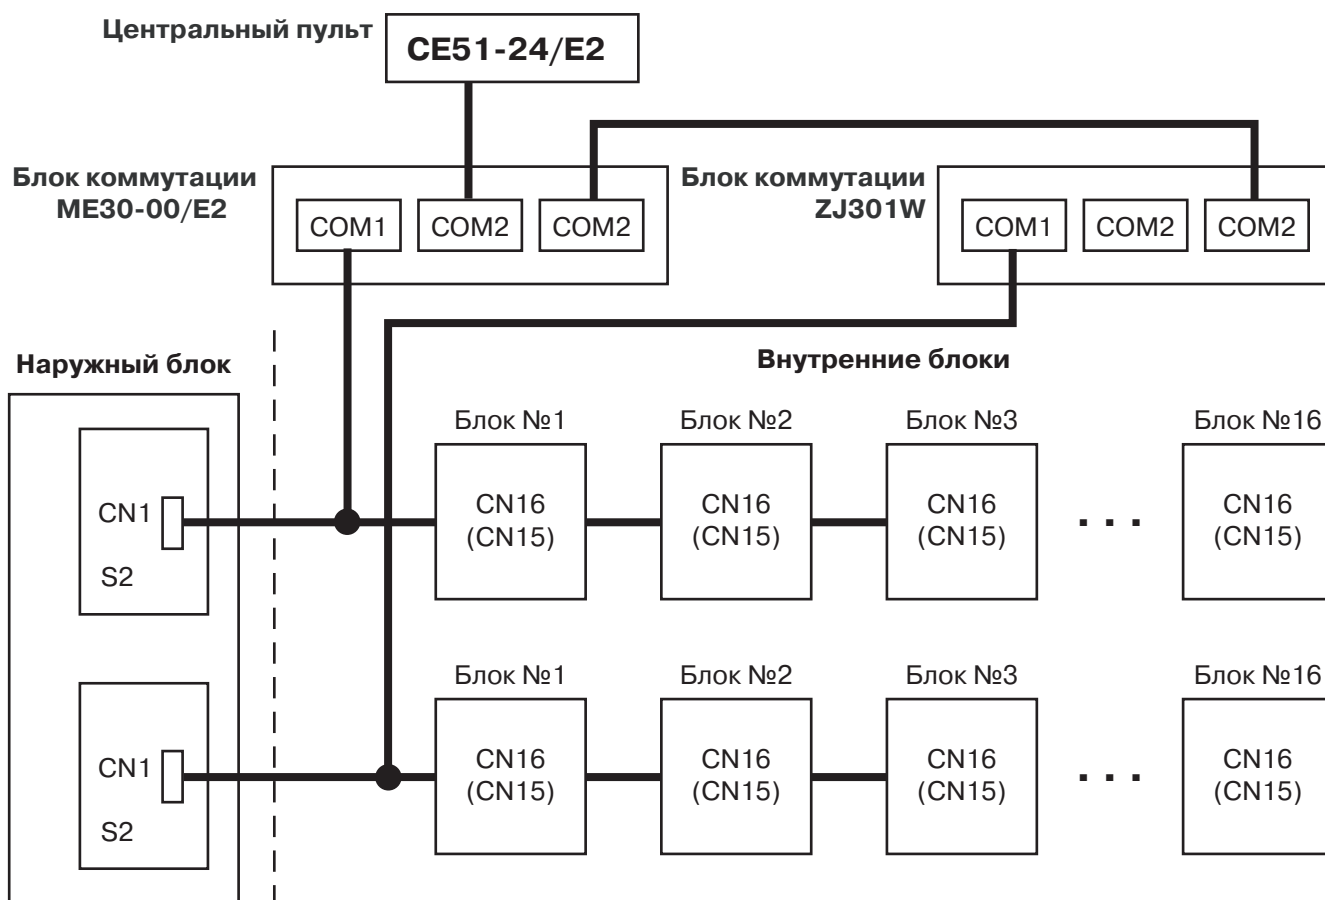 Центральный пульт
CE51-24/E2
Блок коммутации
ME30-00/E2
COM1
COM2
COM2
Блок коммутации
ZJ301W
COM1
COM2
COM2
Наружный блок
Внутренние блоки
Блок №1
Блок №2
Блок №3
Блок №16
CN1
S2
CN16
(CN15)
CN16
(CN15)
CN16
(CN15)
. . .
CN16
(CN15)
Блок №1
Блок №2
Блок №3
Блок №16
CN1
S2
CN16
(CN15)
CN16
(CN15)
CN16
(CN15)
. . .
CN16
(CN15)